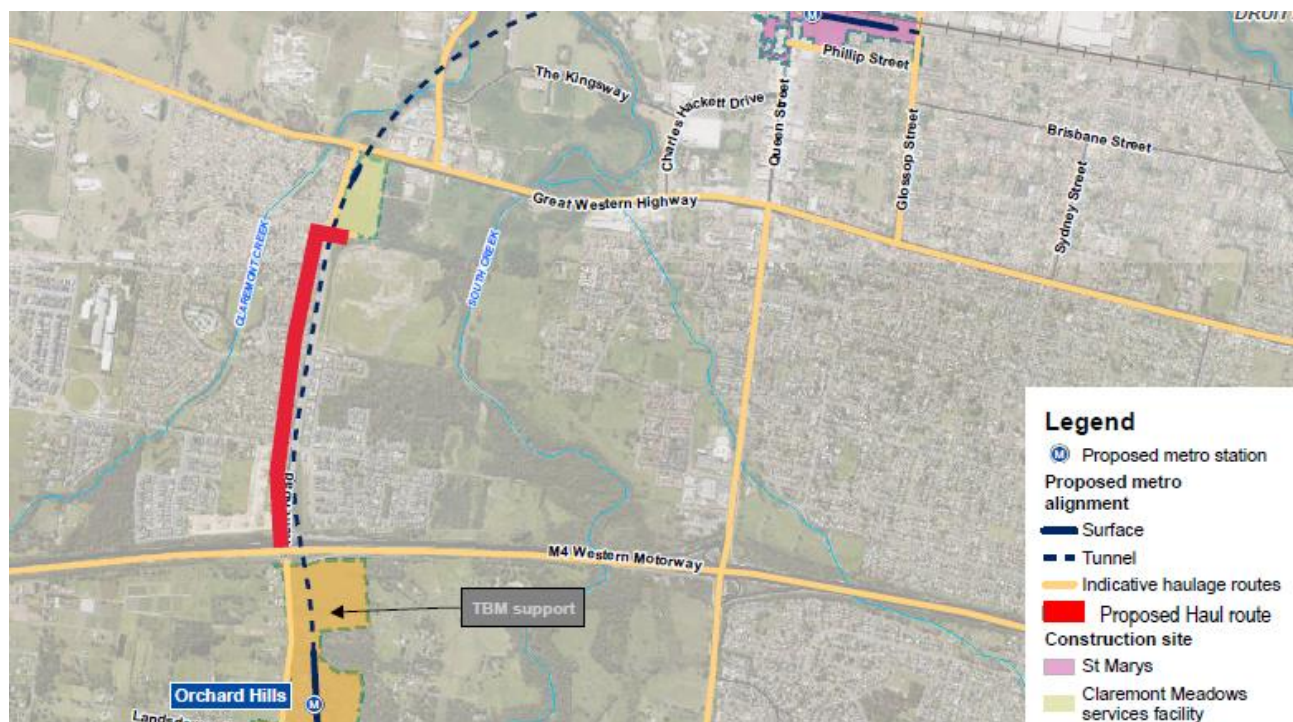 DRUIT
M
Phillip Street
The Kingsway
Charles Hackett Drive
Queen Street
Glossop Street
Brisbane Street
Sydney Street
Great Western Highway
CLAREMONT CREEK
SOUTH CREEK
M4 Western Motorway
TBM support
Orchard Hills
M
Legend
M Proposed metro station
Proposed metro
alignment
Surface
Tunnel
Indicative haulage routes
Proposed Haul route
Construction site
St Marys
Claremont Meadows
services facility